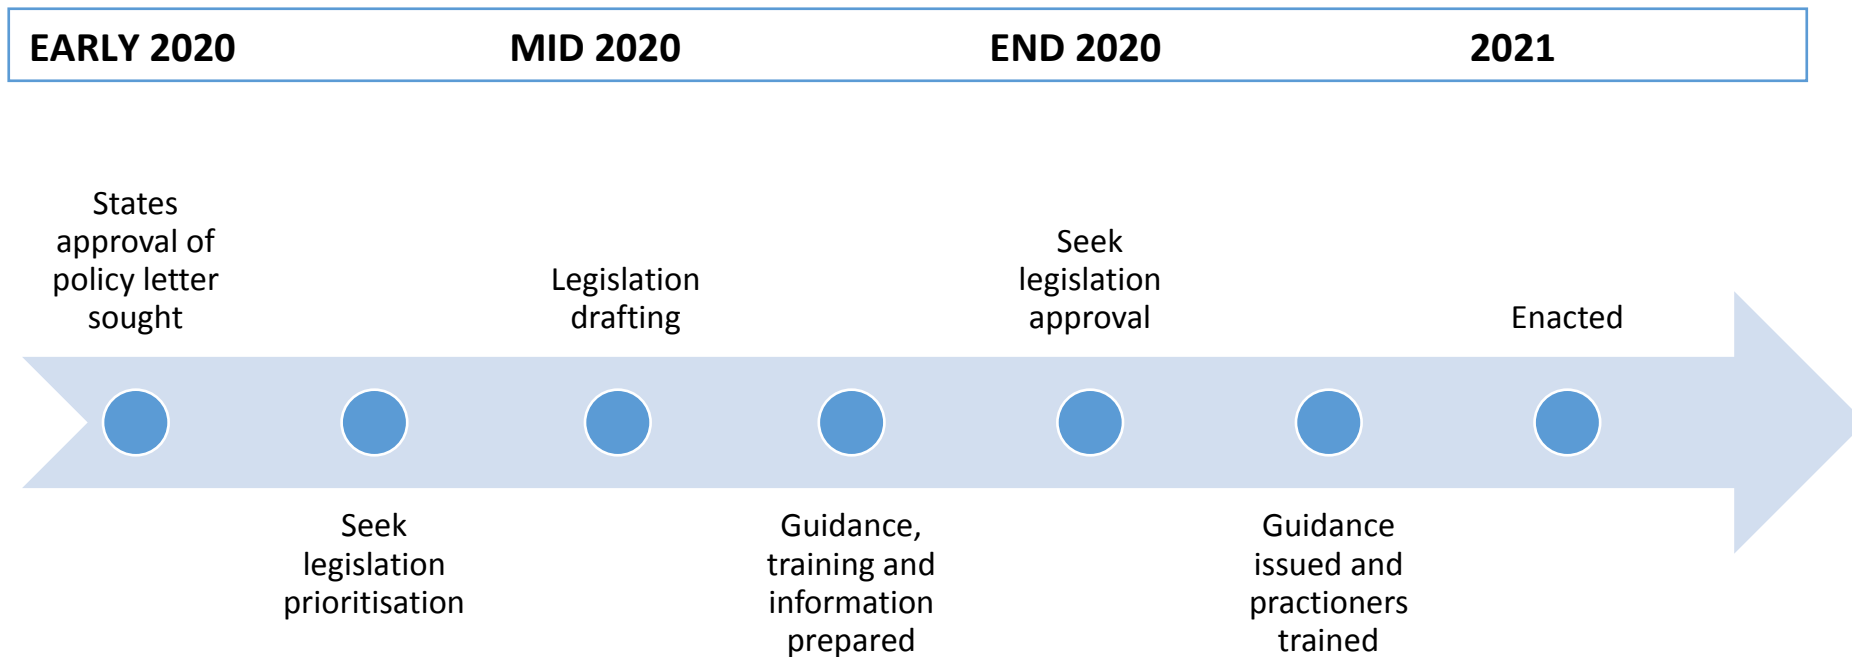 EARLY 2020 MID 2020 END 2020 2021
States
approval of
policy letter
sought
Legislation
drafting
Seek
legislation
approval
Enacted
Seek
legislation
prioritisation
Guidance,
training and
information
prepared
Guidance
issued and
practioners
trained